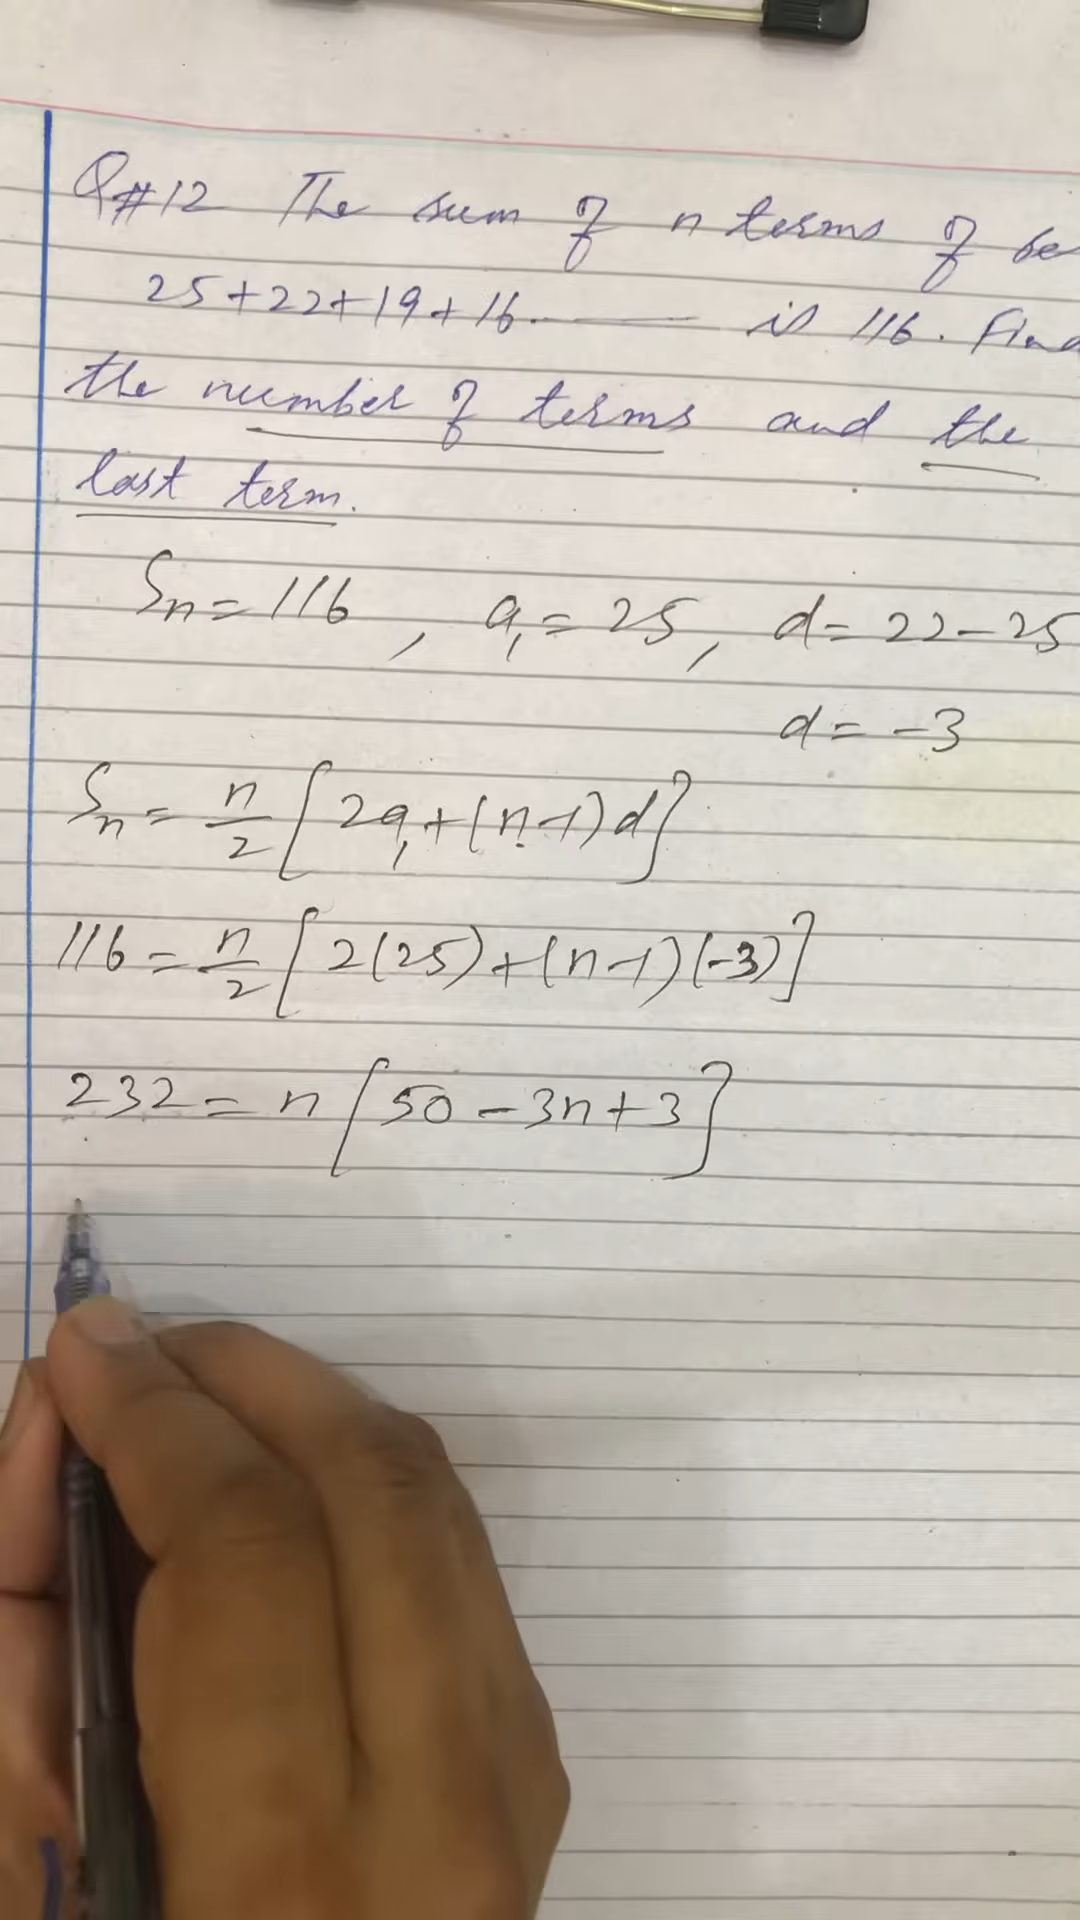 Q#12 The sum of n terms of se
25+22+19+16.—— is 116. Find
the number of terms and the
last term.
Sn=116, a₁=25, d=22-25
d=-3
Sn=n/2[2a₁+(n-1)d]
116=n/2[2(25)+(n-1)(-3)]
232=n[50-3n+3]